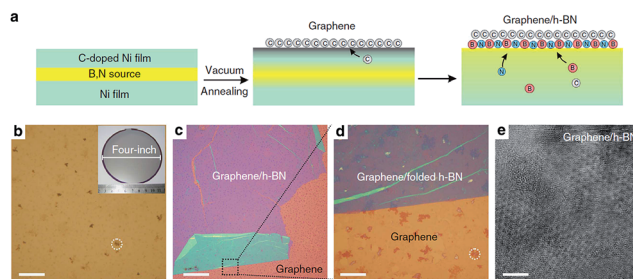 a
Graphene
Graphene/h-BN
C C C C C C C C C C C C C C
C C C C C C C C C C C C C C
B N B N B N B N B N B N B N
C-doped Ni film
B,N source
Ni film
Vacuum
Annealing
C
N
B
B
C
b
Four-inch
c
Graphene/h-BN
Graphene
d
Graphene/folded h-BN
Graphene
e
Graphene/h-BN